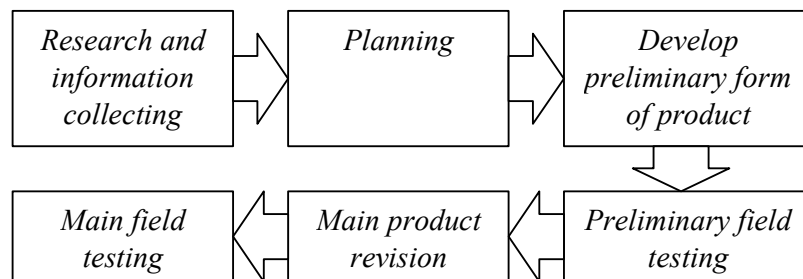 Research and
information
collecting
Planning
Develop
preliminary form
of product
Preliminary field
testing
Main product
revision
Main field
testing